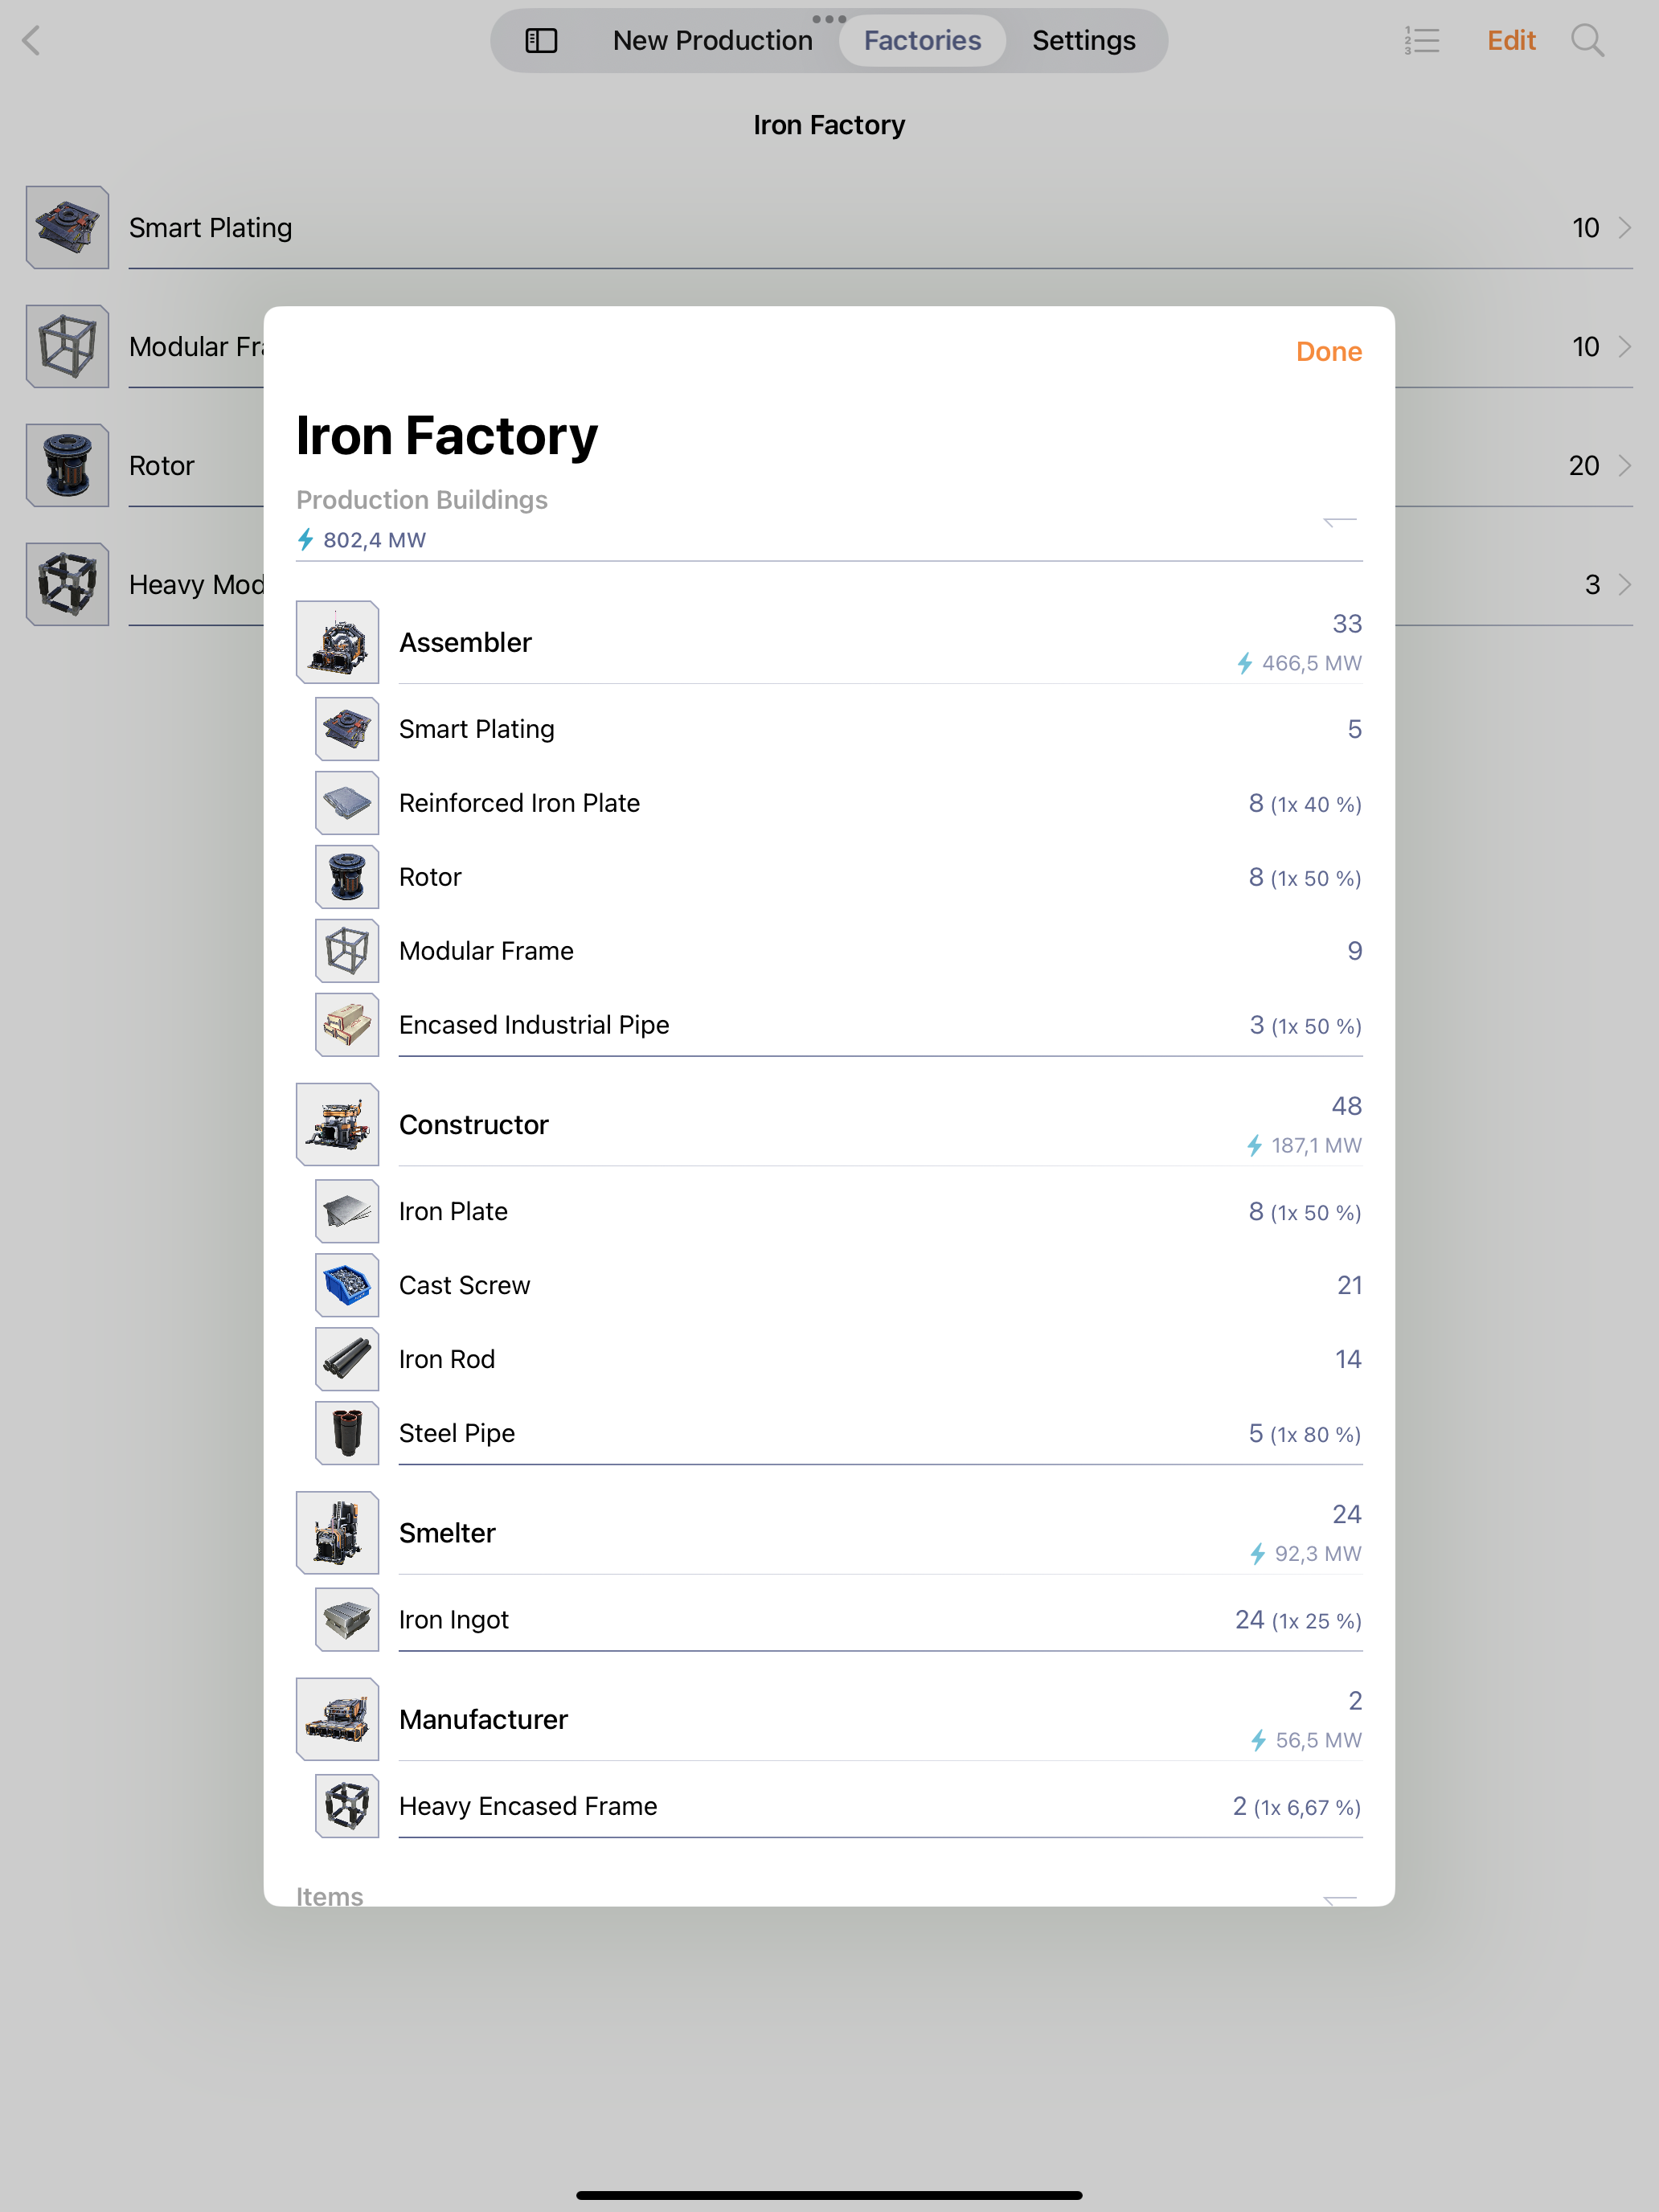 New Production
Factories
Settings
1
2
3
Edit
Iron Factory
Smart Plating
10
Modular Fra
10
Rotor
20
Heavy Mod
3
Done
Iron Factory
Production Buildings
802,4 MW
Assembler
33
466,5 MW
Smart Plating
5
Reinforced Iron Plate
8 (1x 40 %)
Rotor
8 (1x 50 %)
Modular Frame
9
Encased Industrial Pipe
3 (1x 50 %)
Constructor
48
187,1 MW
Iron Plate
8 (1x 50 %)
Cast Screw
21
Iron Rod
14
Steel Pipe
5 (1x 80 %)
Smelter
24
92,3 MW
Iron Ingot
24 (1x 25 %)
Manufacturer
2
56,5 MW
Heavy Encased Frame
2 (1x 6,67 %)
Items